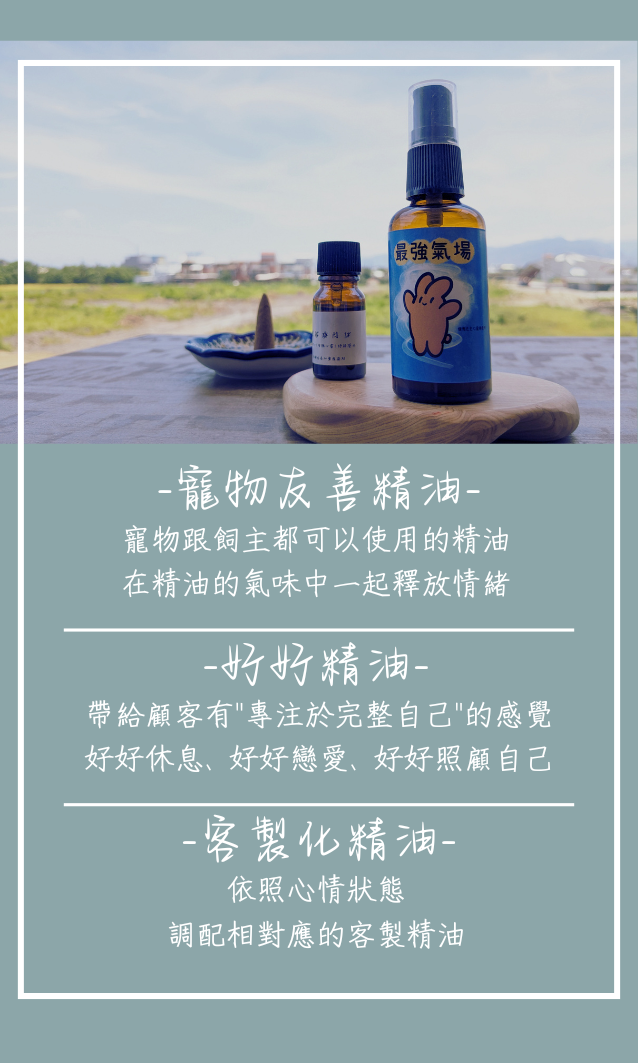 最強氣場
-寵物友善精油-
寵物跟飼主都可以使用的精油
在精油的氣味中一起釋放情緒
-好好精油-
帶給顧客有"專注於完整自己"的感覺
好好休息、好好戀愛、好好照顧自己
-客製化精油-
依照心情狀態
調配相對應的客製精油